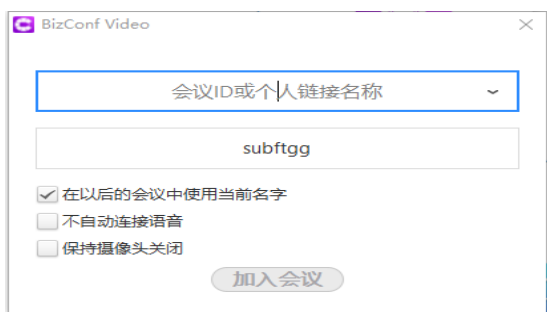 BizConf Video
会议ID或个人链接名称
subftgg
在以后的会议中使用当前名字
不自动连接语音
保持摄像头关闭
加入会议